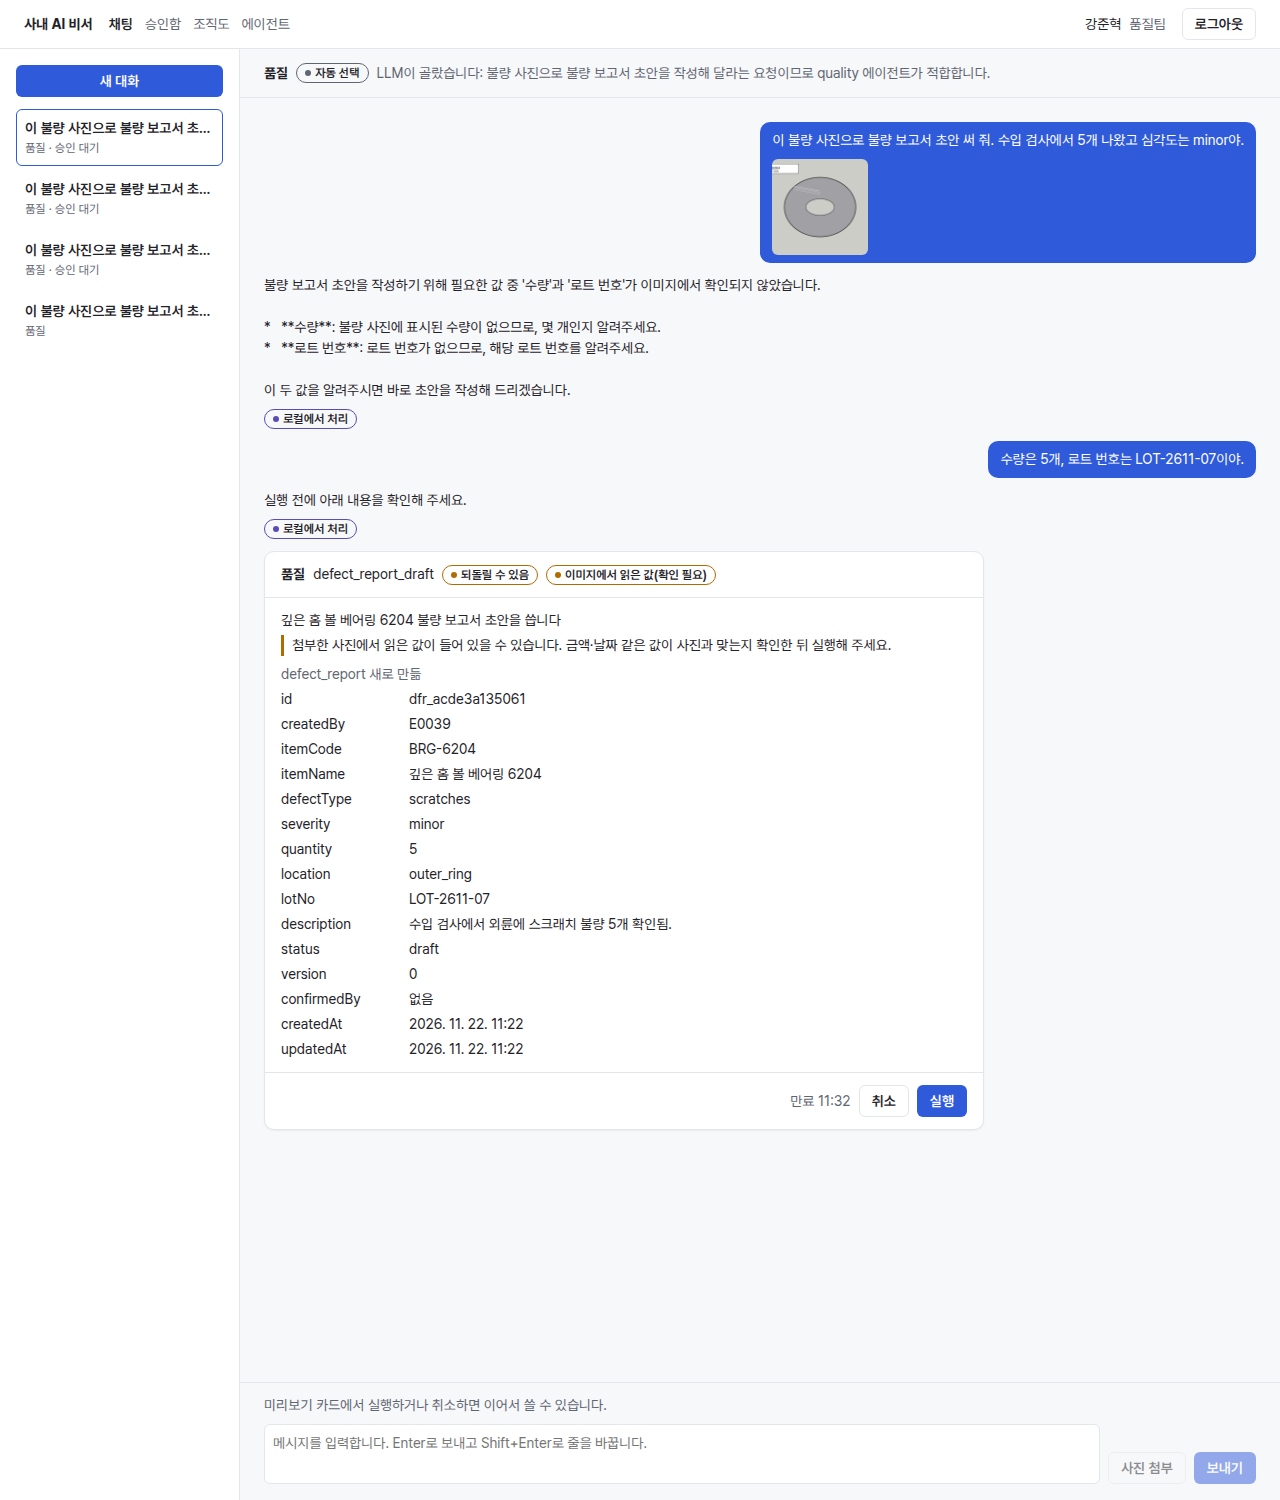 사내 AI 비서 채팅 승인함 조직도 에이전트 강준혁 품질팀 로그아웃
새 대화
이 불량 사진으로 불량 보고서 초...
품질 · 승인 대기
이 불량 사진으로 불량 보고서 초...
품질 · 승인 대기
이 불량 사진으로 불량 보고서 초...
품질 · 승인 대기
이 불량 사진으로 불량 보고서 초...
품질
품질 자동 선택 LLM이 골랐습니다: 불량 사진으로 불량 보고서 초안을 작성해 달라는 요청이므로 quality 에이전트가 적합합니다.
이 불량 사진으로 불량 보고서 초안 써 줘. 수입 검사에서 5개 나왔고 심각도는 minor야.
불량 보고서 초안을 작성하기 위해 필요한 값 중 '수량'과 '로트 번호'가 이미지에서 확인되지 않았습니다.
* **수량**: 불량 사진에 표시된 수량이 없으므로, 몇 개인지 알려주세요.
* **로트 번호**: 로트 번호가 없으므로, 해당 로트 번호를 알려주세요.
이 두 값을 알려주시면 바로 초안을 작성해 드리겠습니다.
로컬에서 처리
수량은 5개, 로트 번호는 LOT-2611-07이야.
실행 전에 아래 내용을 확인해 주세요.
로컬에서 처리
품질 defect_report_draft 되돌릴 수 있음 이미지에서 읽은 값(확인 필요)
깊은 홈 볼 베어링 6204 불량 보고서 초안을 씁니다
첨부한 사진에서 읽은 값이 들어 있을 수 있습니다. 금액·날짜 같은 값이 사진과 맞는지 확인한 뒤 실행해 주세요.
defect_report 새로 만듦
id dfr_acde3a135061
createdBy E0039
itemCode BRG-6204
itemName 깊은 홈 볼 베어링 6204
defectType scratches
severity minor
quantity 5
location outer_ring
lotNo LOT-2611-07
description 수입 검사에서 외륜에 스크래치 불량 5개 확인됨.
status draft
version 0
confirmedBy 없음
createdAt 2026. 11. 22. 11:22
updatedAt 2026. 11. 22. 11:22
만료 11:32 취소 실행
미리보기 카드에서 실행하거나 취소하면 이어서 쓸 수 있습니다.
메시지를 입력합니다. Enter로 보내고 Shift+Enter로 줄을 바꿉니다.
사진 첨부 보내기